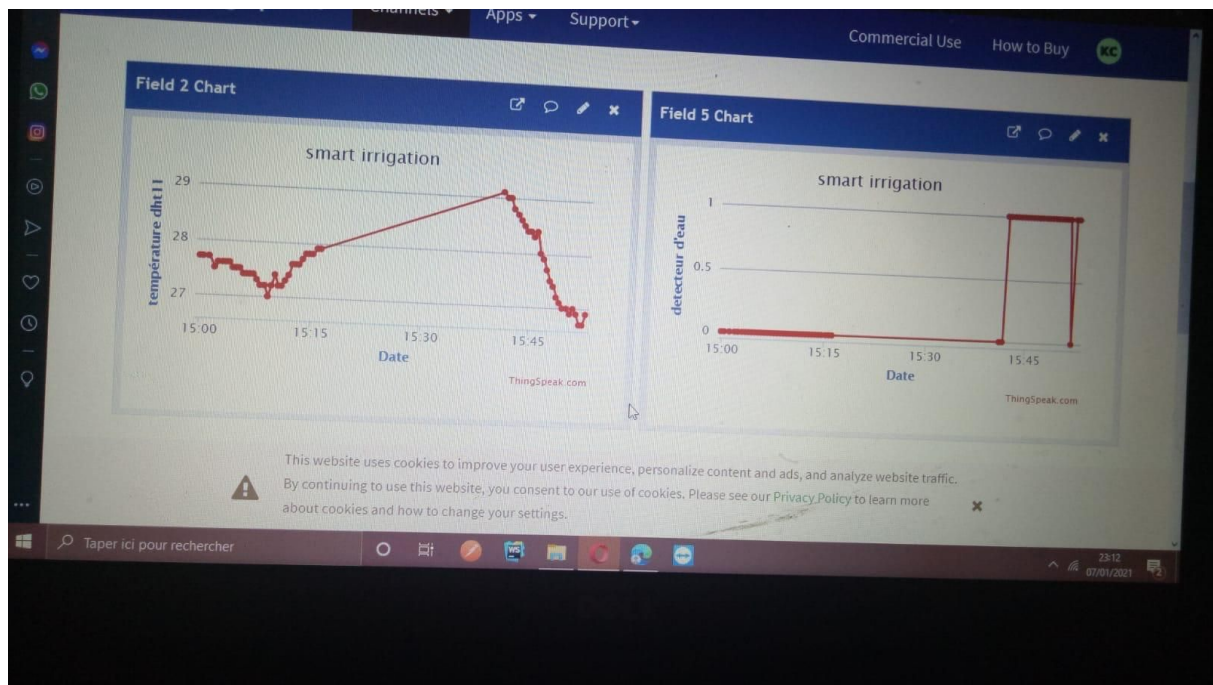 Channels Apps Support
Commercial Use How to Buy KC
Field 2 Chart
smart irrigation
température dht11
29
28
27
15:00 15:15 15:30 15:45
Date
ThingSpeak.com
Field 5 Chart
smart irrigation
detecteur d'eau
1
0.5
0
15:00 15:15 15:30 15:45
Date
ThingSpeak.com
This website uses cookies to improve your user experience, personalize content and ads, and analyze website traffic.
By continuing to use this website, you consent to our use of cookies. Please see our Privacy Policy to learn more
about cookies and how to change your settings.
Taper ici pour rechercher
WS
23:12
07/01/2021
2